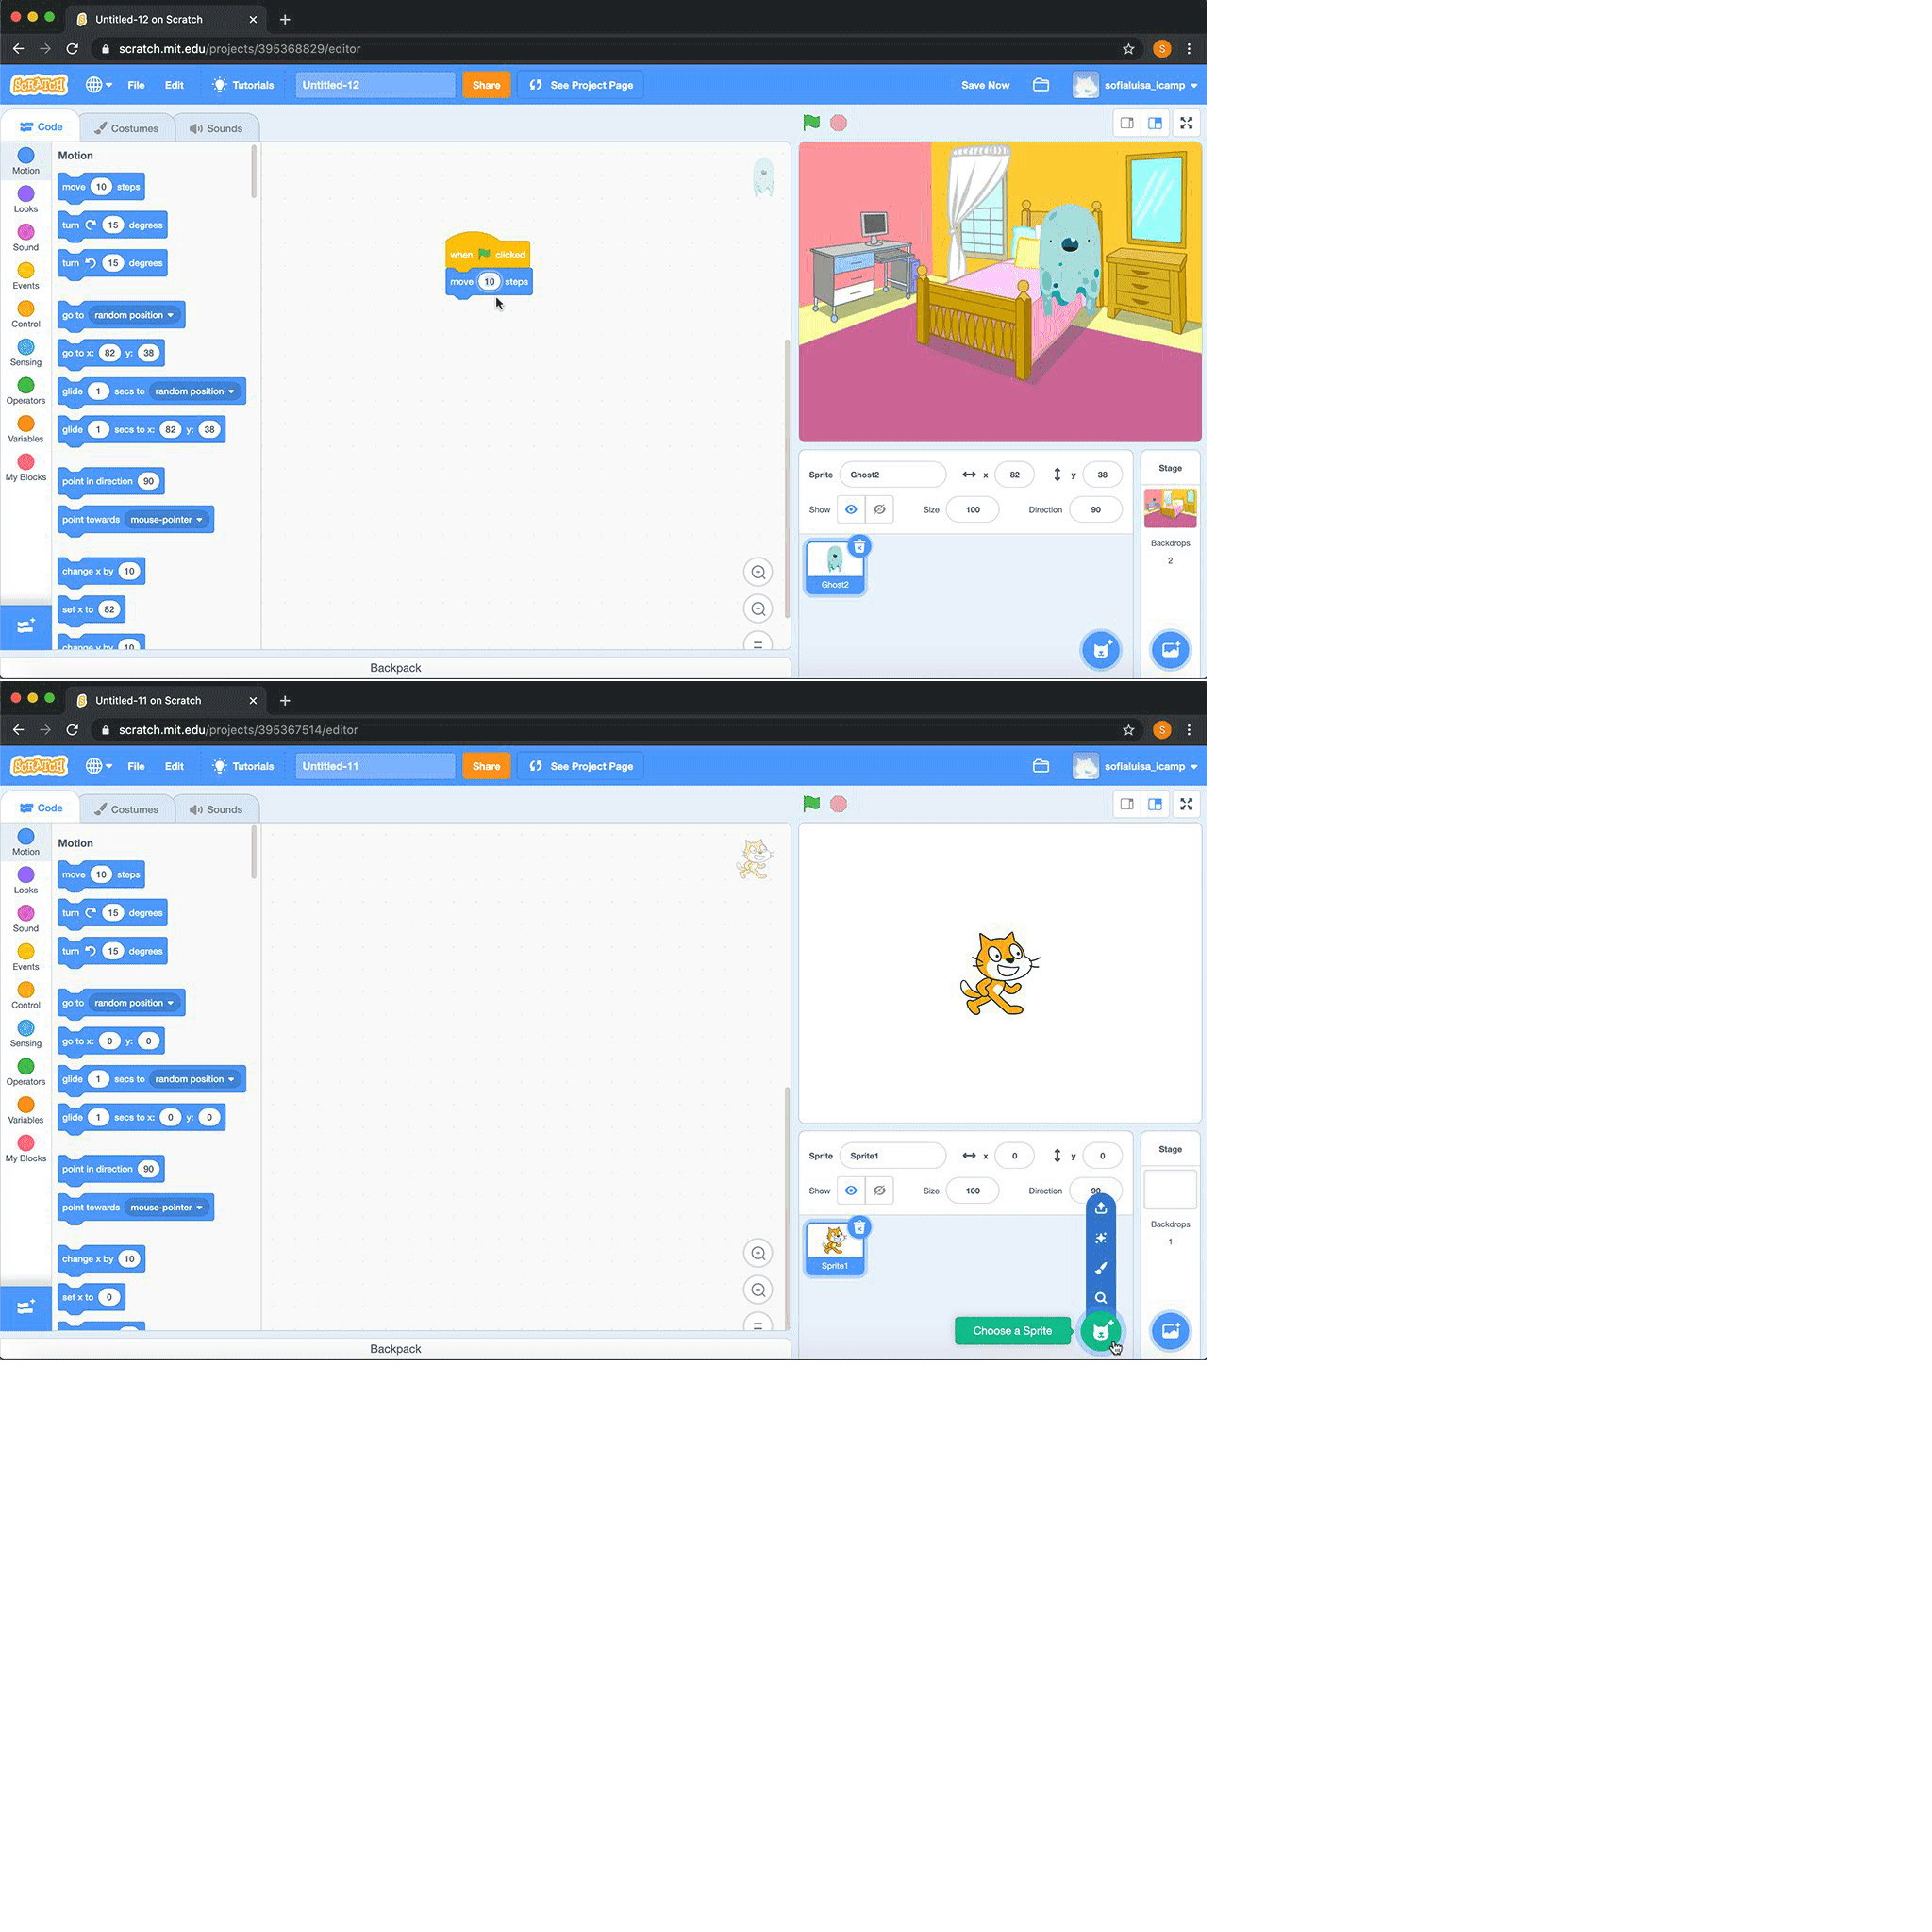 Untitled-12 on Scratch
scratch.mit.edu/projects/395368829/editor
SCRATCH File Edit Tutorials Untitled-12 Share See Project Page Save Now sofialuisa_icamp
Code Costumes Sounds
Motion
Looks
Sound
Events
Control
Sensing
Operators
Variables
My Blocks
Motion
move 10 steps
turn 15 degrees
turn 15 degrees
go to random position
go to x: 82 y: 38
glide 1 secs to random position
glide 1 secs to x: 82 y: 38
point in direction 90
point towards mouse-pointer
change x by 10
set x to 82
change y by 10
when clicked
move 10 steps
Backpack
Sprite Ghost2 x 82 y 38
Show Size 100 Direction 90
Ghost2
Stage
Backdrops
2
Untitled-11 on Scratch
scratch.mit.edu/projects/395367514/editor
SCRATCH File Edit Tutorials Untitled-11 Share See Project Page sofialuisa_icamp
Code Costumes Sounds
Motion
Looks
Sound
Events
Control
Sensing
Operators
Variables
My Blocks
Motion
move 10 steps
turn 15 degrees
turn 15 degrees
go to random position
go to x: 0 y: 0
glide 1 secs to random position
glide 1 secs to x: 0 y: 0
point in direction 90
point towards mouse-pointer
change x by 10
set x to 0
Backpack
Sprite Sprite1 x 0 y 0
Show Size 100 Direction 90
Sprite1
Choose a Sprite
Stage
Backdrops
1